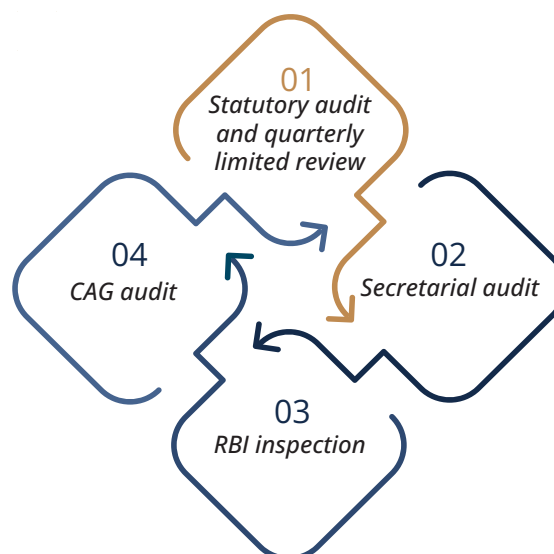 01
Statutory audit
and quarterly
limited review
02
Secretarial audit
03
RBI inspection
04
CAG audit